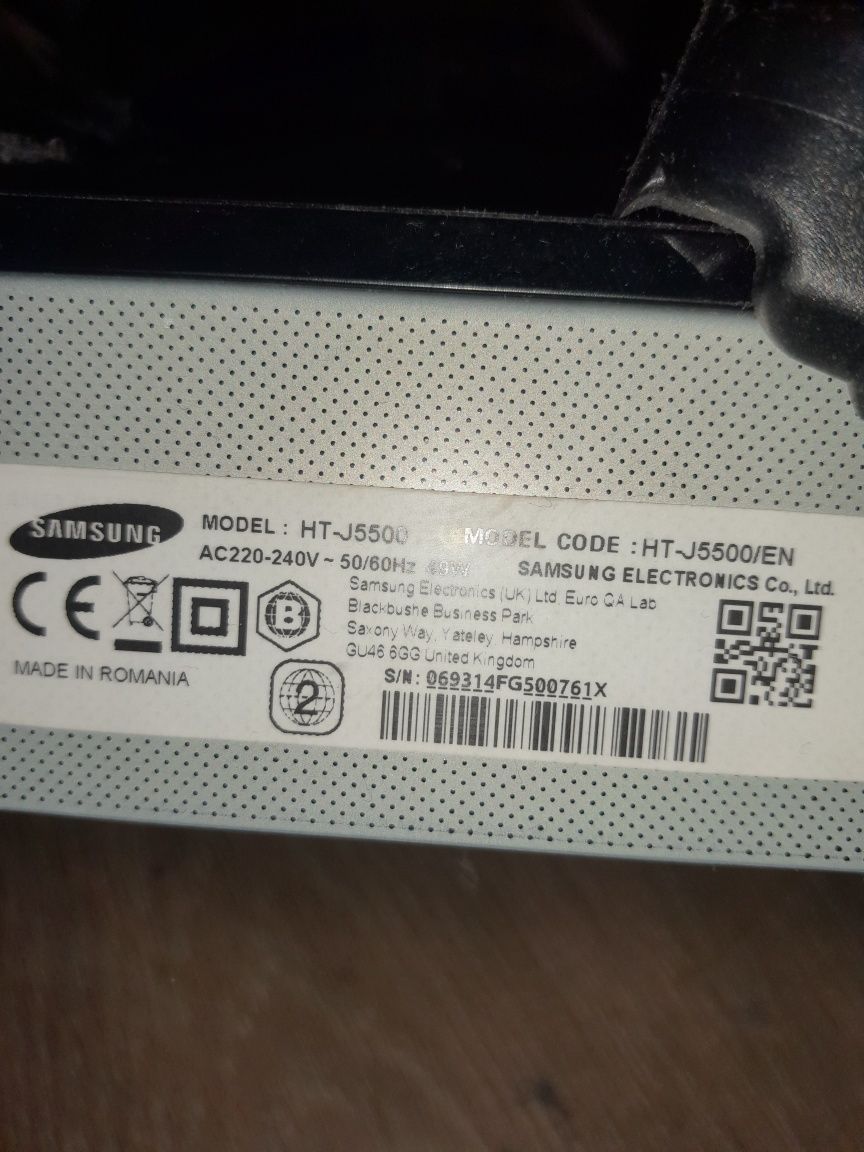 SAMSUNG
MODEL : HT-J5500 MODEL CODE : HT-J5500/EN
AC220-240V ~ 50/60Hz
SAMSUNG ELECTRONICS Co., Ltd.
Samsung Electronics (UK) Ltd, Euro QA Lab
Blackbushe Business Park
Saxony Way, Yateley, Hampshire
GU46 6GG United Kingdom
CE
B
MADE IN ROMANIA
2
S/N: 069314FG500761X